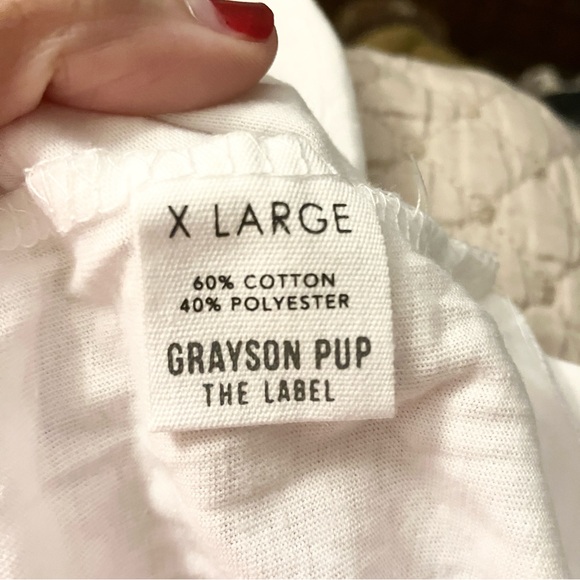 X LARGE
60% COTTON
40% POLYESTER
GRAYSON PUP
THE LABEL